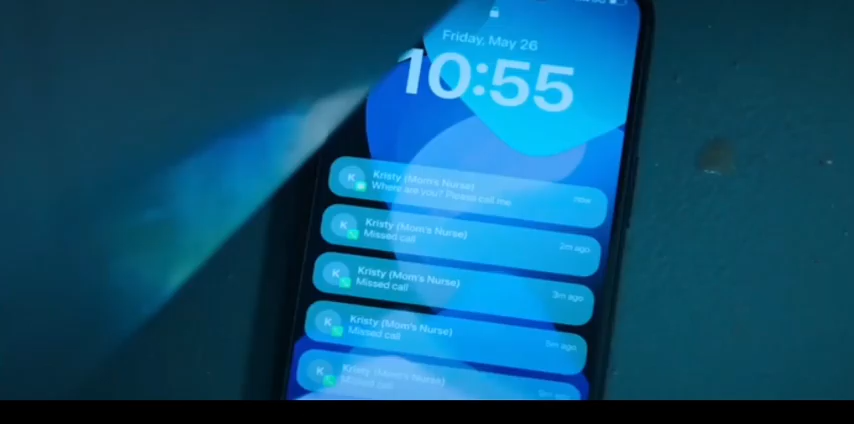 Friday, May 26
10:55
K
Kristy (Mom's Nurse)
Where are you? Please call me
now
K
Kristy (Mom's Nurse)
Missed call
2m ago
K
Kristy (Mom's Nurse)
Missed call
3m ago
K
Kristy (Mom's Nurse)
Missed call
5m ago
K
Kristy (Mom's Nurse)
Missed call